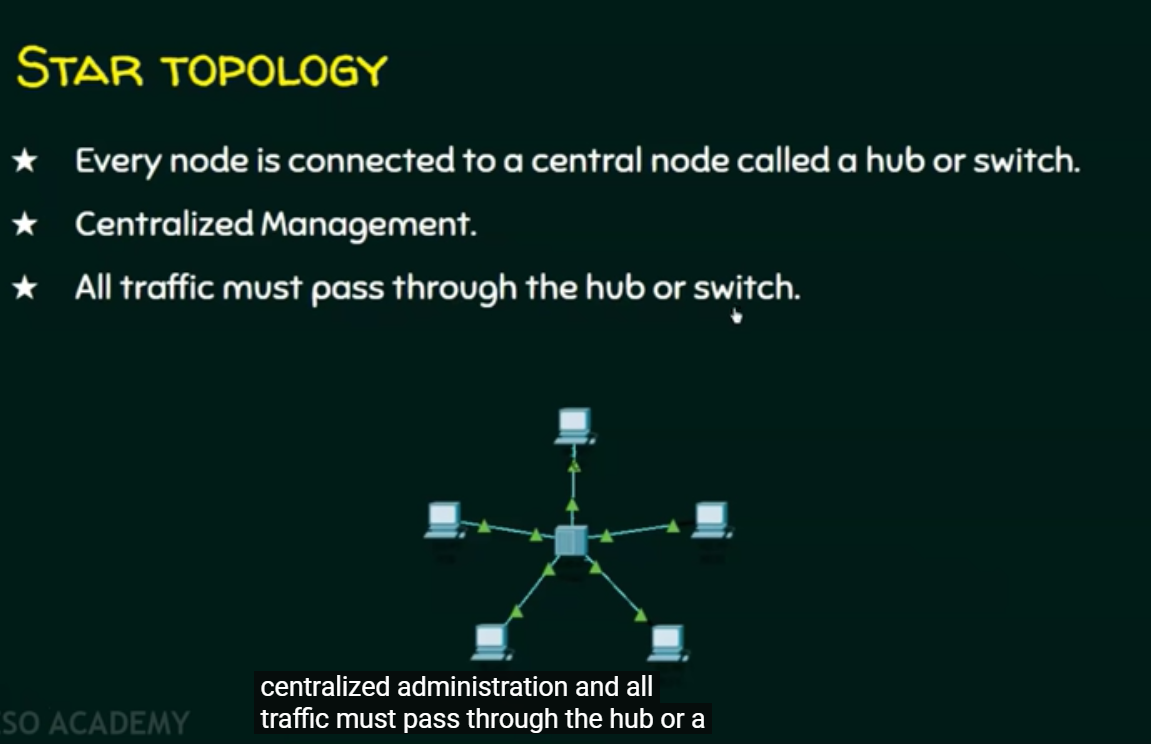 STAR TOPOLOGY
★ Every node is connected to a central node called a hub or switch.
★ Centralized Management.
★ All traffic must pass through the hub or switch.
centralized administration and all
traffic must pass through the hub or a
ESO ACADEMY